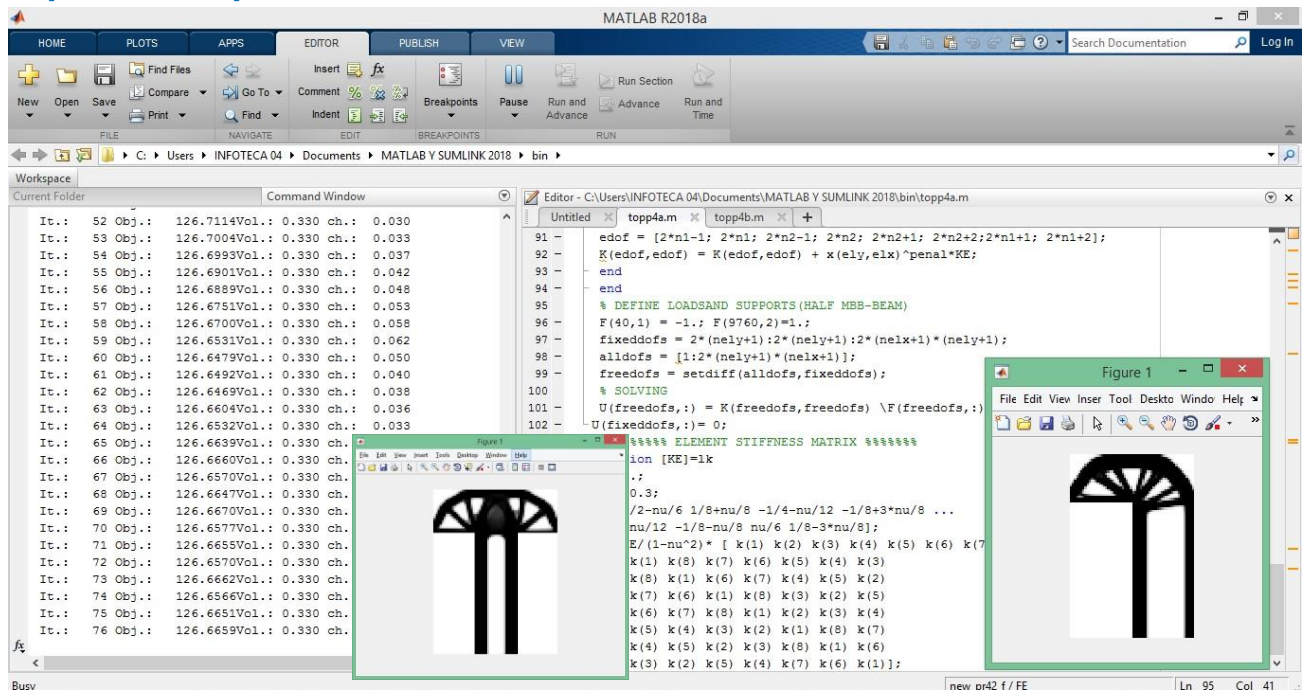 MATLAB R2018a
HOME PLOTS APPS EDITOR PUBLISH VIEW Search Documentation Log In
New Open Save Find Files Compare Print Go To Find Insert fx Comment Indent Breakpoints Pause Run and Advance Run Section Advance Run and Time
FILE NAVIGATE EDIT BREAKPOINTS RUN
C: Users INFOTECA 04 Documents MATLAB Y SUMLINK 2018 bin
Workspace
Current Folder Command Window
It.: 52 Obj.: 126.7114Vol.: 0.330 ch.: 0.030
It.: 53 Obj.: 126.7004Vol.: 0.330 ch.: 0.033
It.: 54 Obj.: 126.6993Vol.: 0.330 ch.: 0.037
It.: 55 Obj.: 126.6901Vol.: 0.330 ch.: 0.042
It.: 56 Obj.: 126.6889Vol.: 0.330 ch.: 0.048
It.: 57 Obj.: 126.6751Vol.: 0.330 ch.: 0.053
It.: 58 Obj.: 126.6700Vol.: 0.330 ch.: 0.058
It.: 59 Obj.: 126.6531Vol.: 0.330 ch.: 0.062
It.: 60 Obj.: 126.6479Vol.: 0.330 ch.: 0.050
It.: 61 Obj.: 126.6492Vol.: 0.330 ch.: 0.040
It.: 62 Obj.: 126.6469Vol.: 0.330 ch.: 0.038
It.: 63 Obj.: 126.6604Vol.: 0.330 ch.: 0.036
It.: 64 Obj.: 126.6532Vol.: 0.330 ch.: 0.033
It.: 65 Obj.: 126.6639Vol.: 0.330 ch.
It.: 66 Obj.: 126.6660Vol.: 0.330 ch.
It.: 67 Obj.: 126.6570Vol.: 0.330 ch.
It.: 68 Obj.: 126.6647Vol.: 0.330 ch.
It.: 69 Obj.: 126.6670Vol.: 0.330 ch.
It.: 70 Obj.: 126.6577Vol.: 0.330 ch.
It.: 71 Obj.: 126.6655Vol.: 0.330 ch.
It.: 72 Obj.: 126.6570Vol.: 0.330 ch.
It.: 73 Obj.: 126.6662Vol.: 0.330 ch.
It.: 74 Obj.: 126.6566Vol.: 0.330 ch.
It.: 75 Obj.: 126.6651Vol.: 0.330 ch.
It.: 76 Obj.: 126.6659Vol.: 0.330 ch.
fx
Busy
Editor - C:\Users\INFOTECA 04\Documents\MATLAB Y SUMLINK 2018\bin\topp4a.m
Untitled topp4a.m topp4b.m +
91 - edof = [2*n1-1; 2*n1; 2*n2-1; 2*n2; 2*n2+1; 2*n2+2;2*n1+1; 2*n1+2];
92 - K(edof,edof) = K(edof,edof) + x(ely,elx)^penal*KE;
93 - end
94 - end
95 % DEFINE LOADSAND SUPPORTS(HALF MBB-BEAM)
96 - F(40,1) = -1.; F(9760,2)=1.;
97 - fixeddofs = 2*(nely+1):2*(nely+1):2*(nelx+1)*(nely+1);
98 - alldofs = [1:2*(nely+1)*(nelx+1)];
99 - freedofs = setdiff(alldofs,fixeddofs);
100 % SOLVING
101 - U(freedofs,:) = K(freedofs,freedofs) \F(freedofs,:)
102 - U(fixeddofs,:)= 0;
%%%%% ELEMENT STIFFNESS MATRIX %%%%%%%
ion [KE]=lk
.;
0.3;
/2-nu/6 1/8+nu/8 -1/4-nu/12 -1/8+3*nu/8 ...
nu/12 -1/8-nu/8 nu/6 1/8-3*nu/8];
E/(1-nu^2)* [ k(1) k(2) k(3) k(4) k(5) k(6) k(7
k(1) k(8) k(7) k(6) k(5) k(4) k(3)
k(8) k(1) k(6) k(7) k(4) k(5) k(2)
k(7) k(6) k(1) k(8) k(3) k(2) k(5)
k(6) k(7) k(8) k(1) k(2) k(3) k(4)
k(5) k(4) k(3) k(2) k(1) k(8) k(7)
k(4) k(5) k(2) k(3) k(8) k(1) k(6)
k(3) k(2) k(5) k(4) k(7) k(6) k(1)];
Figure 1
File Edit View Insert Tools Desktop Window Help
Figure 1
File Edit View Inser Tool Deskto Windo Help
new_pr42_f / FE Ln 95 Col 41